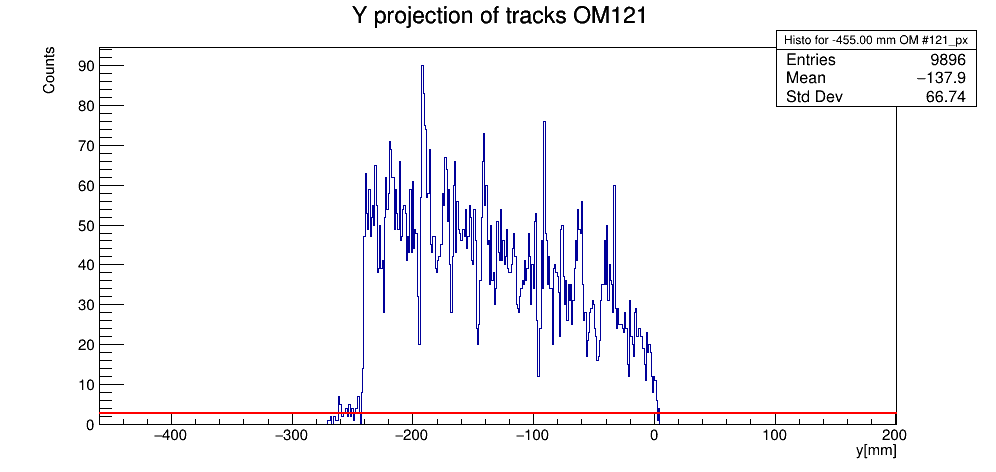 Y projection of tracks OM121
Histo for -455.00 mm OM #121_px
Entries 9896
Mean −137.9
Std Dev 66.74
Counts
90
80
70
60
50
40
30
20
10
0
−400 −300 −200 −100 0 100 200
y[mm]